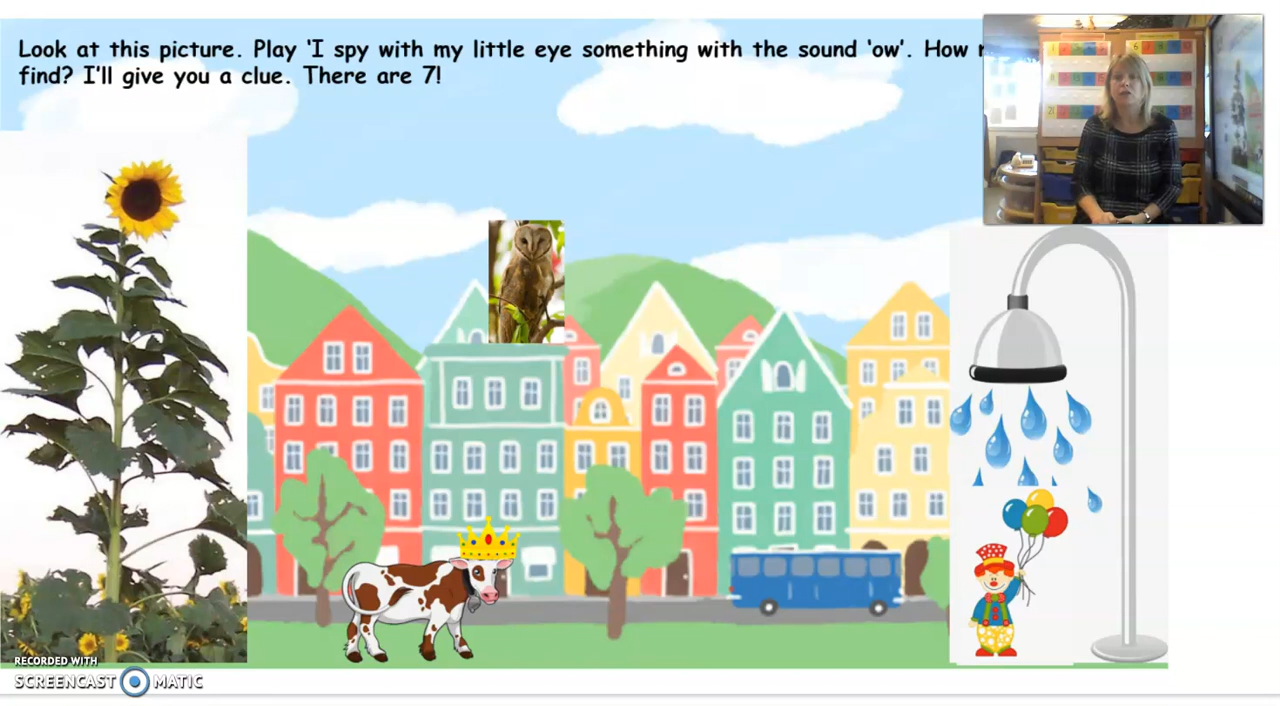 Look at this picture. Play 'I spy with my little eye something with the sound 'ow'. How
find? I'll give you a clue. There are 7!
RECORDED WITH
SCREENCAST MATIC